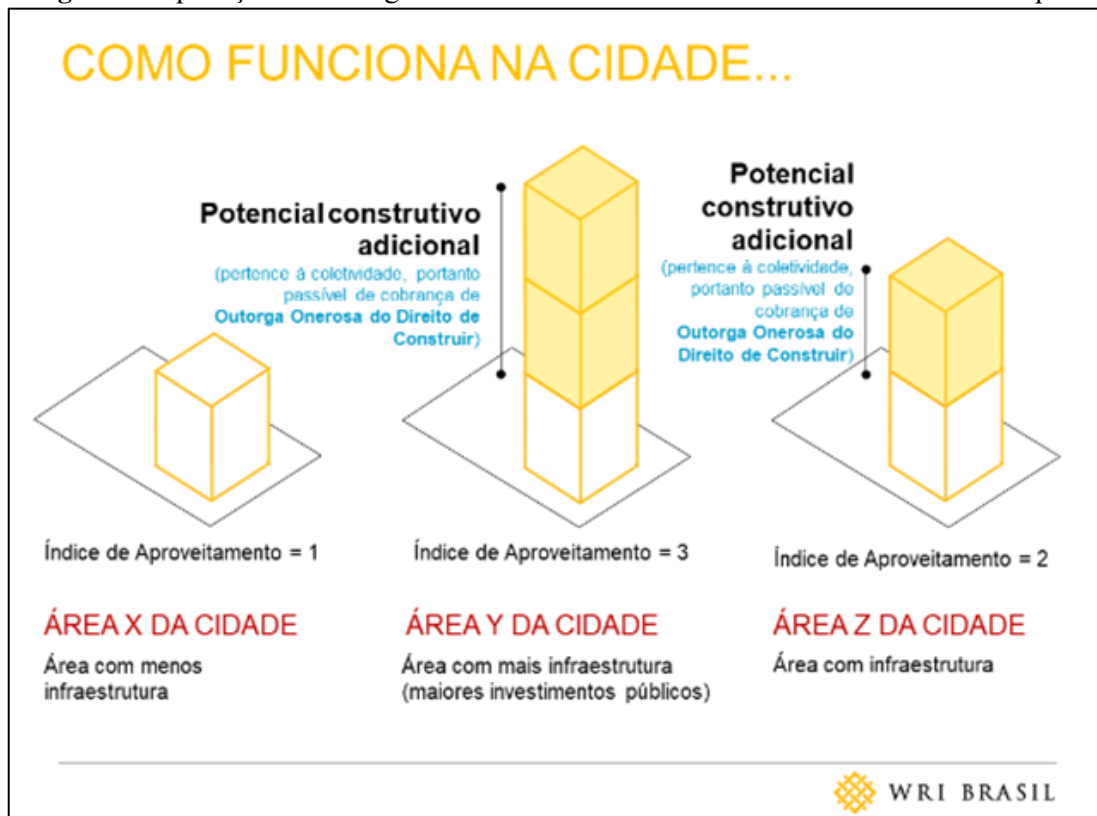 COMO FUNCIONA NA CIDADE...
Potencial construtivo
adicional
(pertence á coletividade, portanto
passível de cobrança de
Outorga Onerosa do Direito de
Construir)
Potencial
construtivo
adicional
(pertence á coletividade,
portanto passível de
cobrança de
Outorga Onerosa do
Direito de Construir)
Índice de Aproveitamento = 1
Índice de Aproveitamento = 3
Índice de Aproveitamento = 2
ÁREA X DA CIDADE
Área com menos
infraestrutura
ÁREA Y DA CIDADE
Área com mais infraestrutura
(maiores investimentos públicos)
ÁREA Z DA CIDADE
Área com infraestrutura
WRI BRASIL